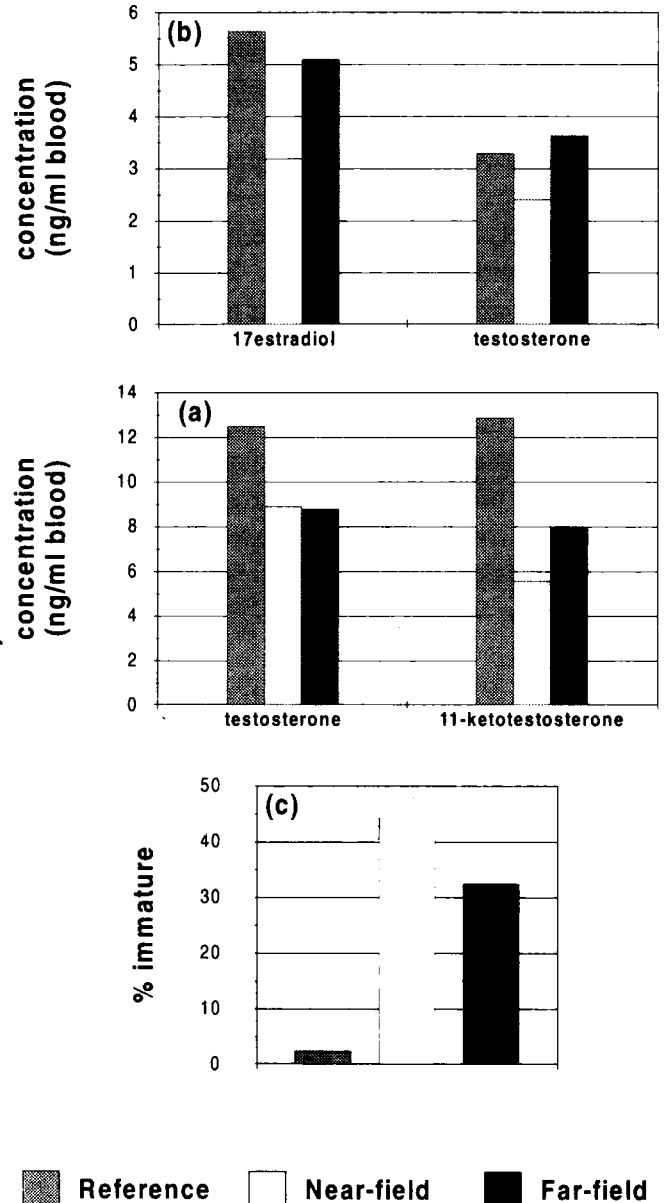 (b)
concentration
(ng/ml blood)
6
5
4
3
2
1
0
17estradiol testosterone
(a)
concentration
(ng/ml blood)
14
12
10
8
6
4
2
0
testosterone 11-ketotestosterone
(c)
% immature
50
40
30
20
10
0
Reference Near-field Far-field